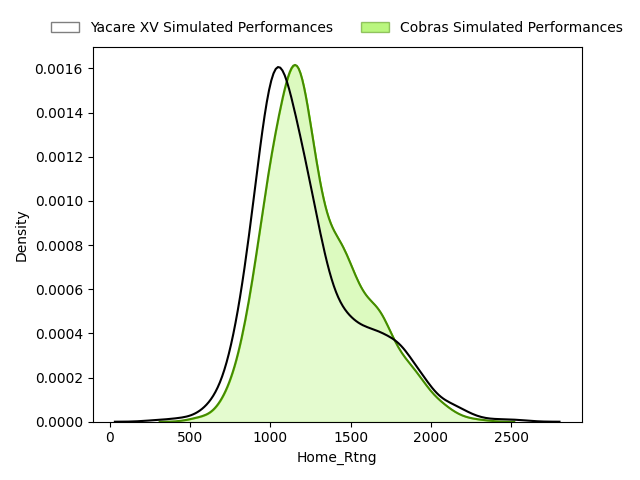 Yacare XV Simulated Performances Cobras Simulated Performances
0.0016
0.0014
0.0012
0.0010
0.0008
0.0006
0.0004
0.0002
0.0000
Density
0 500 1000 1500 2000 2500
Home_Rtng